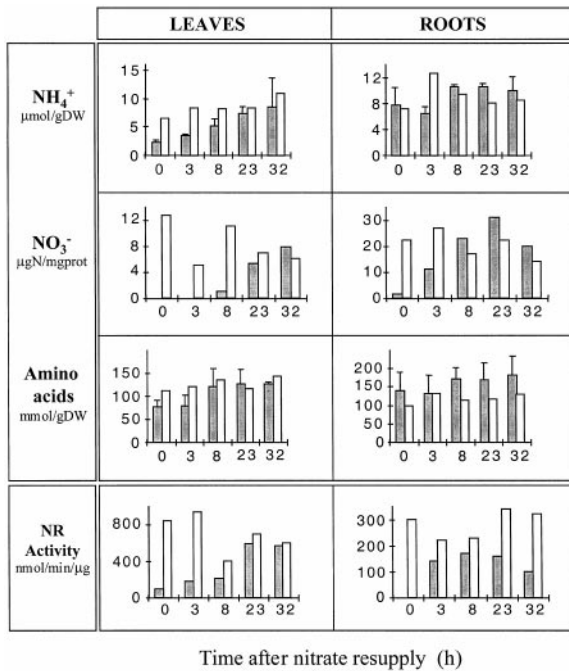 LEAVES ROOTS
NH₄⁺
μmol/gDW
15
10
5
0
0 3 8 23 32
12
8
4
0
0 3 8 23 32
NO₃⁻
μgN/mgprot
12
8
4
0
0 3 8 23 32
30
20
10
0
0 3 8 23 32
Amino
acids
mmol/gDW
150
100
50
0
0 3 8 23 32
200
150
100
50
0
0 3 8 23 32
NR
Activity
nmol/min/μg
800
400
0
0 3 8 23 32
300
200
100
0
0 3 8 23 32
Time after nitrate resupply (h)